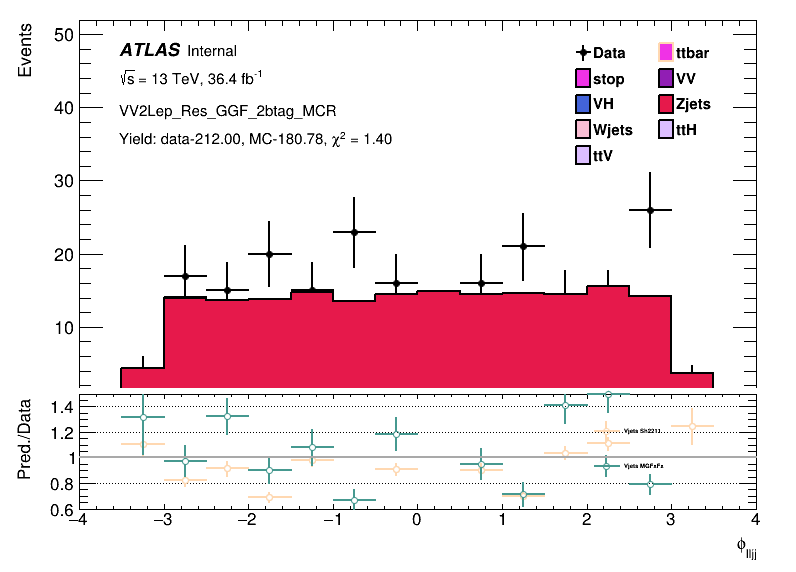 Events
50
40
30
20
10
ATLAS Internal
√s = 13 TeV, 36.4 fb-1
VV2Lep_Res_GGF_2btag_MCR
Yield: data-212.00, MC-180.78, χ2 = 1.40
Data ttbar
stop VV
VH Zjets
Wjets ttH
ttV
Pred./Data
1.4
1.2
1
0.8
0.6
Vjets Sh2211
Vjets MGFxFx
−4 −3 −2 −1 0 1 2 3 4
ϕlljj